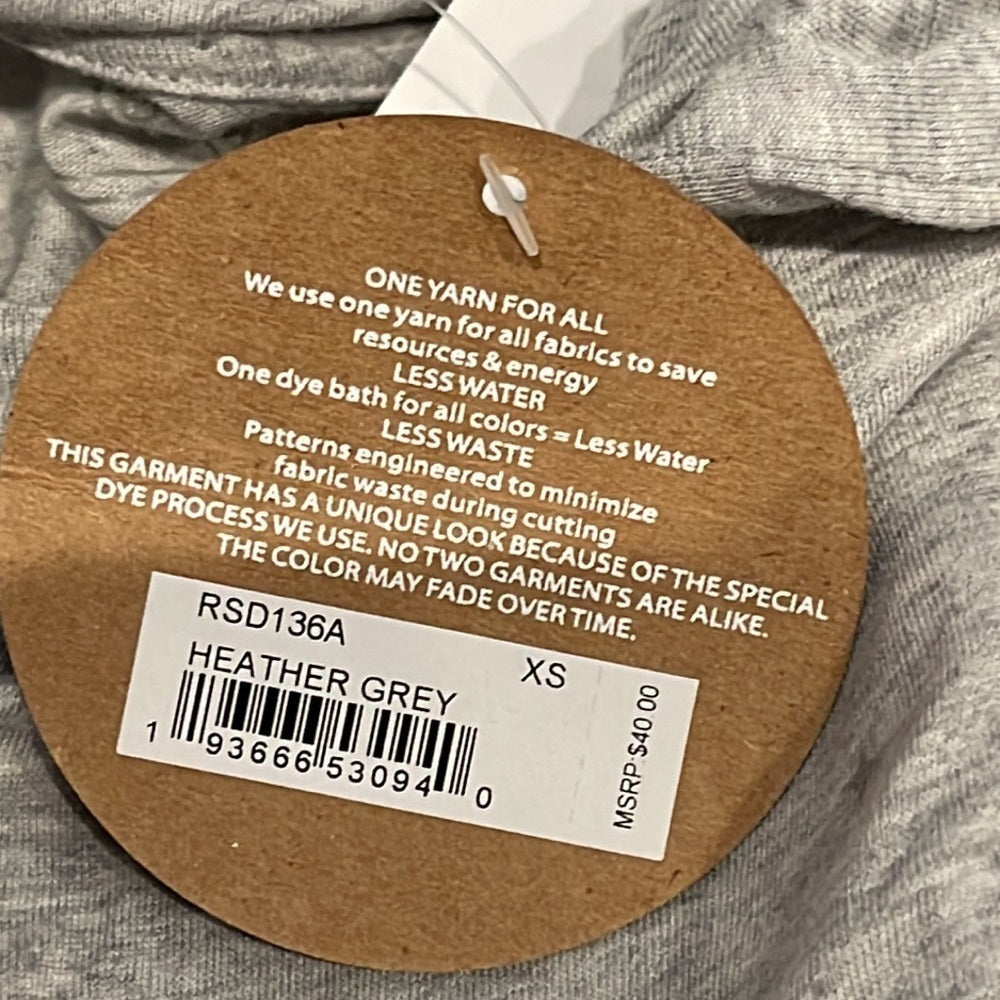 ONE YARN FOR ALL
We use one yarn for all fabrics to save
resources & energy
LESS WATER
One dye bath for all colors = Less Water
LESS WASTE
Patterns engineered to minimize
fabric waste during cutting
THIS GARMENT HAS A UNIQUE LOOK BECAUSE OF THE SPECIAL
DYE PROCESS WE USE. NO TWO GARMENTS ARE ALIKE.
THE COLOR MAY FADE OVER TIME.
RSD136A
XS
HEATHER GREY
1 93666 53094 0
MSRP:$40.00